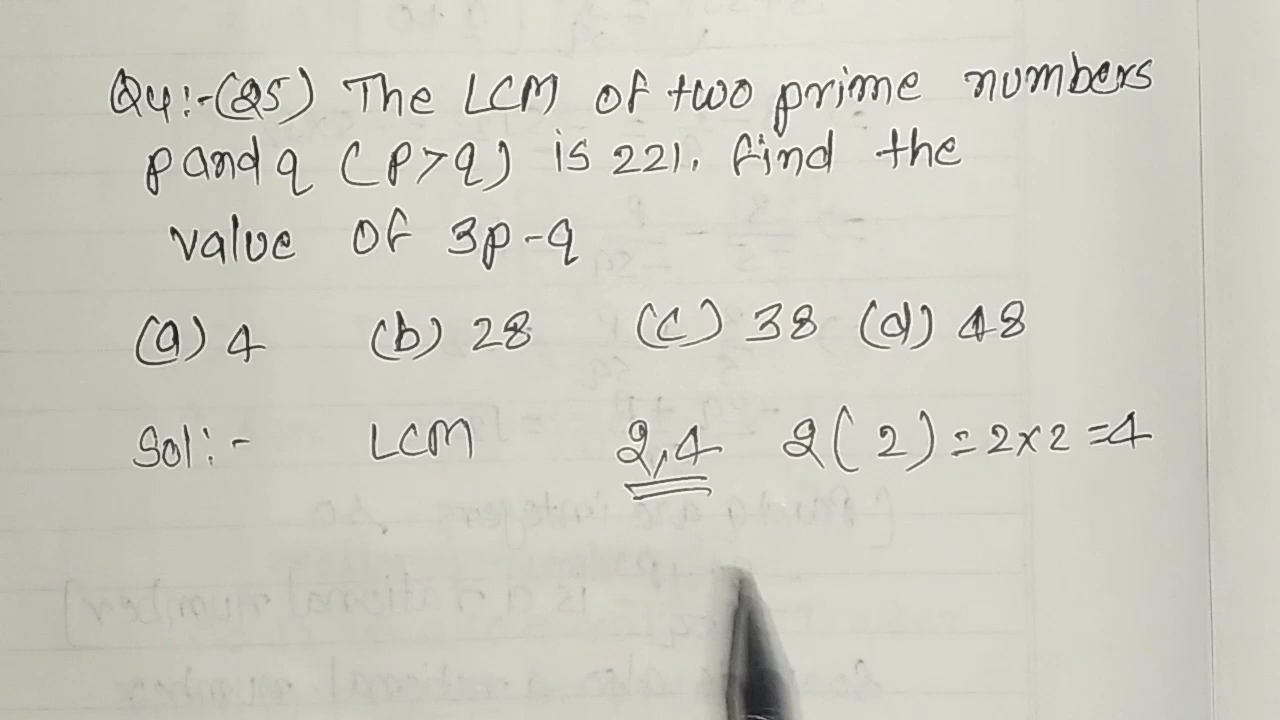 Q4:-(25) The LCM of two prime numbers
p and q (p>q) is 221. find the
value of 3p-q
(a) 4 (b) 28 (c) 38 (d) 48
Sol:- LCM 2,4 2(2)=2×2=4